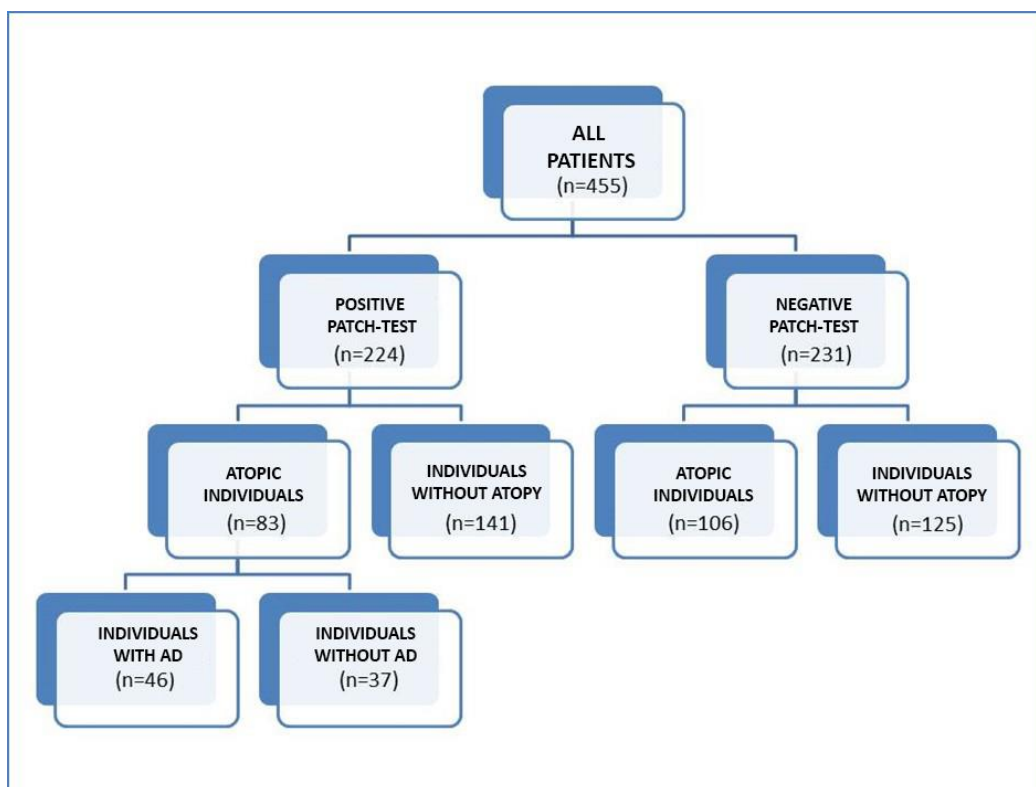 ALL
PATIENTS
(n=455)
POSITIVE
PATCH-TEST
(n=224)
NEGATIVE
PATCH-TEST
(n=231)
ATOPIC
INDIVIDUALS
(n=83)
INDIVIDUALS
WITHOUT ATOPY
(n=141)
ATOPIC
INDIVIDUALS
(n=106)
INDIVIDUALS
WITHOUT ATOPY
(n=125)
INDIVIDUALS
WITH AD
(n=46)
INDIVIDUALS
WITHOUT AD
(n=37)